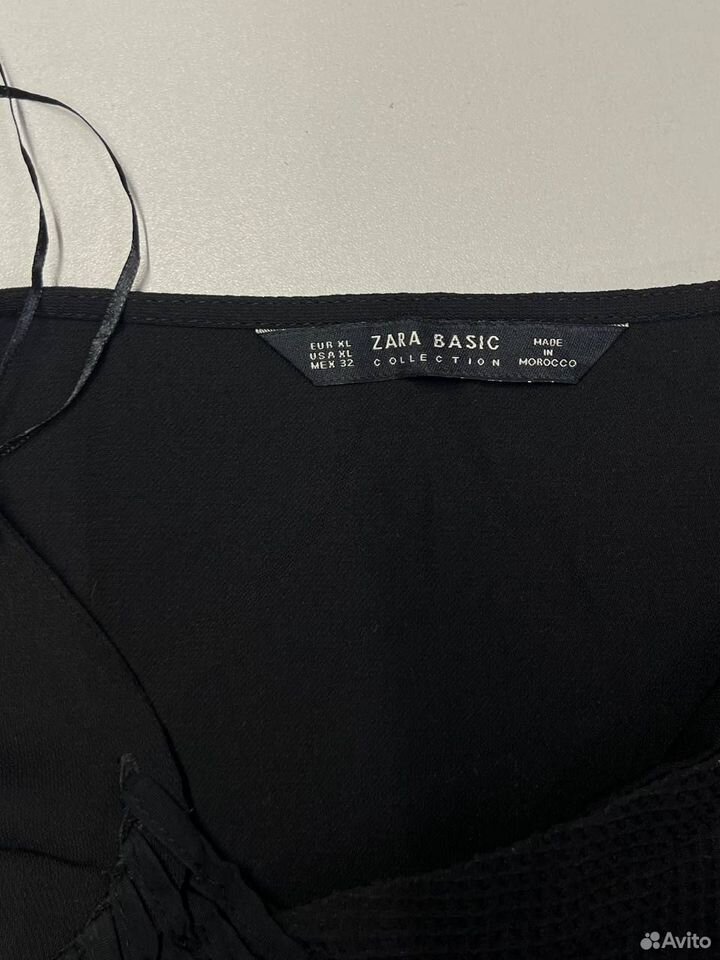 EUR XL
USA XL
MEX 32
ZARA BASIC
COLLECTION
MADE
IN
MOROCCO
Avito